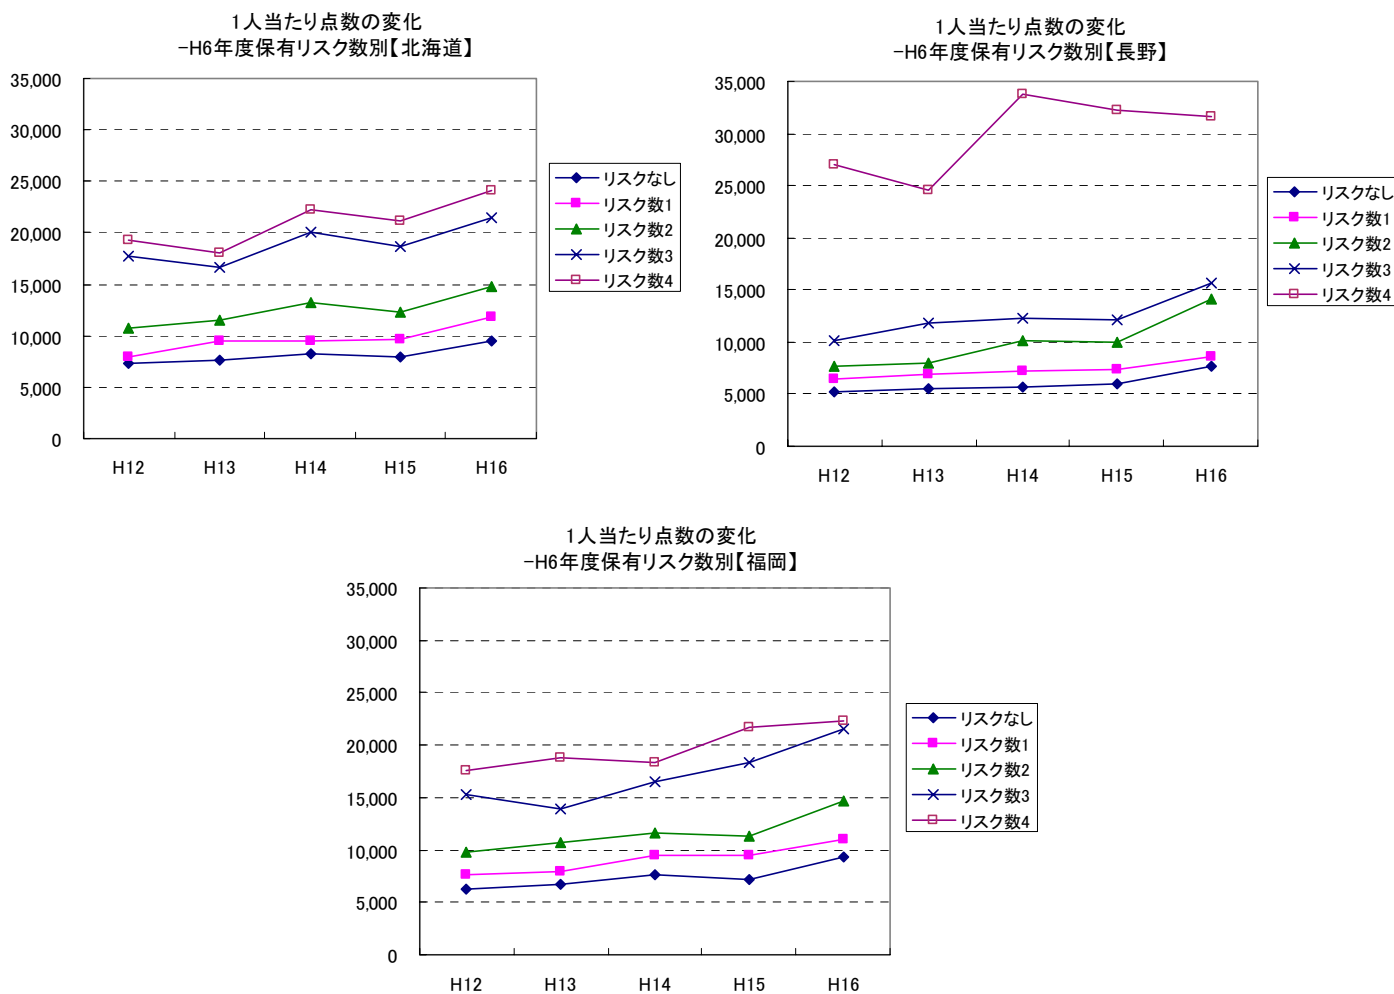 1人当たり点数の変化
-H6年度保有リスク数別【北海道】
35,000
30,000
25,000
20,000
15,000
10,000
5,000
0
H12 H13 H14 H15 H16
リスクなし
リスク数1
リスク数2
リスク数3
リスク数4
1人当たり点数の変化
-H6年度保有リスク数別【長野】
35,000
30,000
25,000
20,000
15,000
10,000
5,000
0
H12 H13 H14 H15 H16
リスクなし
リスク数1
リスク数2
リスク数3
リスク数4
1人当たり点数の変化
-H6年度保有リスク数別【福岡】
35,000
30,000
25,000
20,000
15,000
10,000
5,000
0
H12 H13 H14 H15 H16
リスクなし
リスク数1
リスク数2
リスク数3
リスク数4